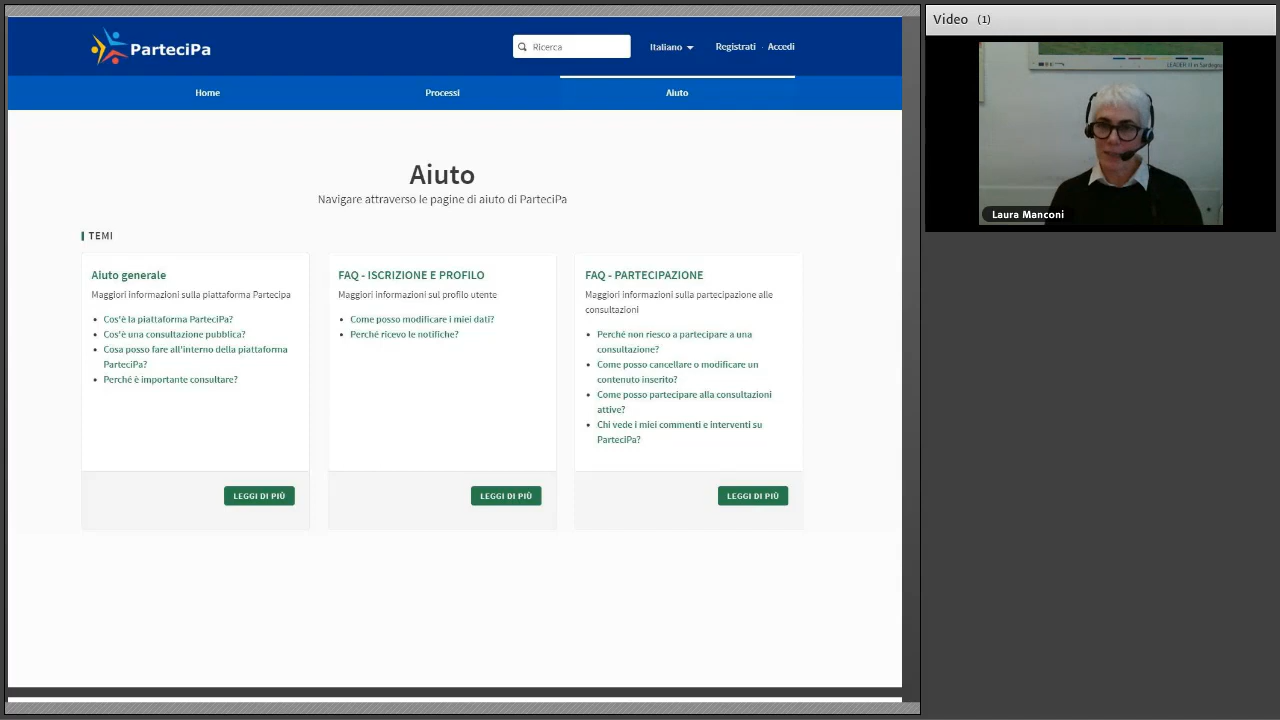 ParteciPa
Ricerca
Italiano
Registrati · Accedi
Home
Processi
Aiuto
Aiuto
Navigare attraverso le pagine di aiuto di ParteciPa
TEMI
Aiuto generale
Maggiori informazioni sulla piattaforma Partecipa
Cos'è la piattaforma ParteciPa?
Cos'è una consultazione pubblica?
Cosa posso fare all'interno della piattaforma
ParteciPa?
Perché è importante consultare?
LEGGI DI PIÙ
FAQ - ISCRIZIONE E PROFILO
Maggiori informazioni sul profilo utente
Come posso modificare i miei dati?
Perché ricevo le notifiche?
LEGGI DI PIÙ
FAQ - PARTECIPAZIONE
Maggiori informazioni sulla partecipazione alle
consultazioni
Perché non riesco a partecipare a una
consultazione?
Come posso cancellare o modificare un
contenuto inserito?
Come posso partecipare alla consultazioni
attive?
Chi vede i miei commenti e interventi su
ParteciPa?
LEGGI DI PIÙ
Video (1)
LEADER II in Sardegna
Laura Manconi